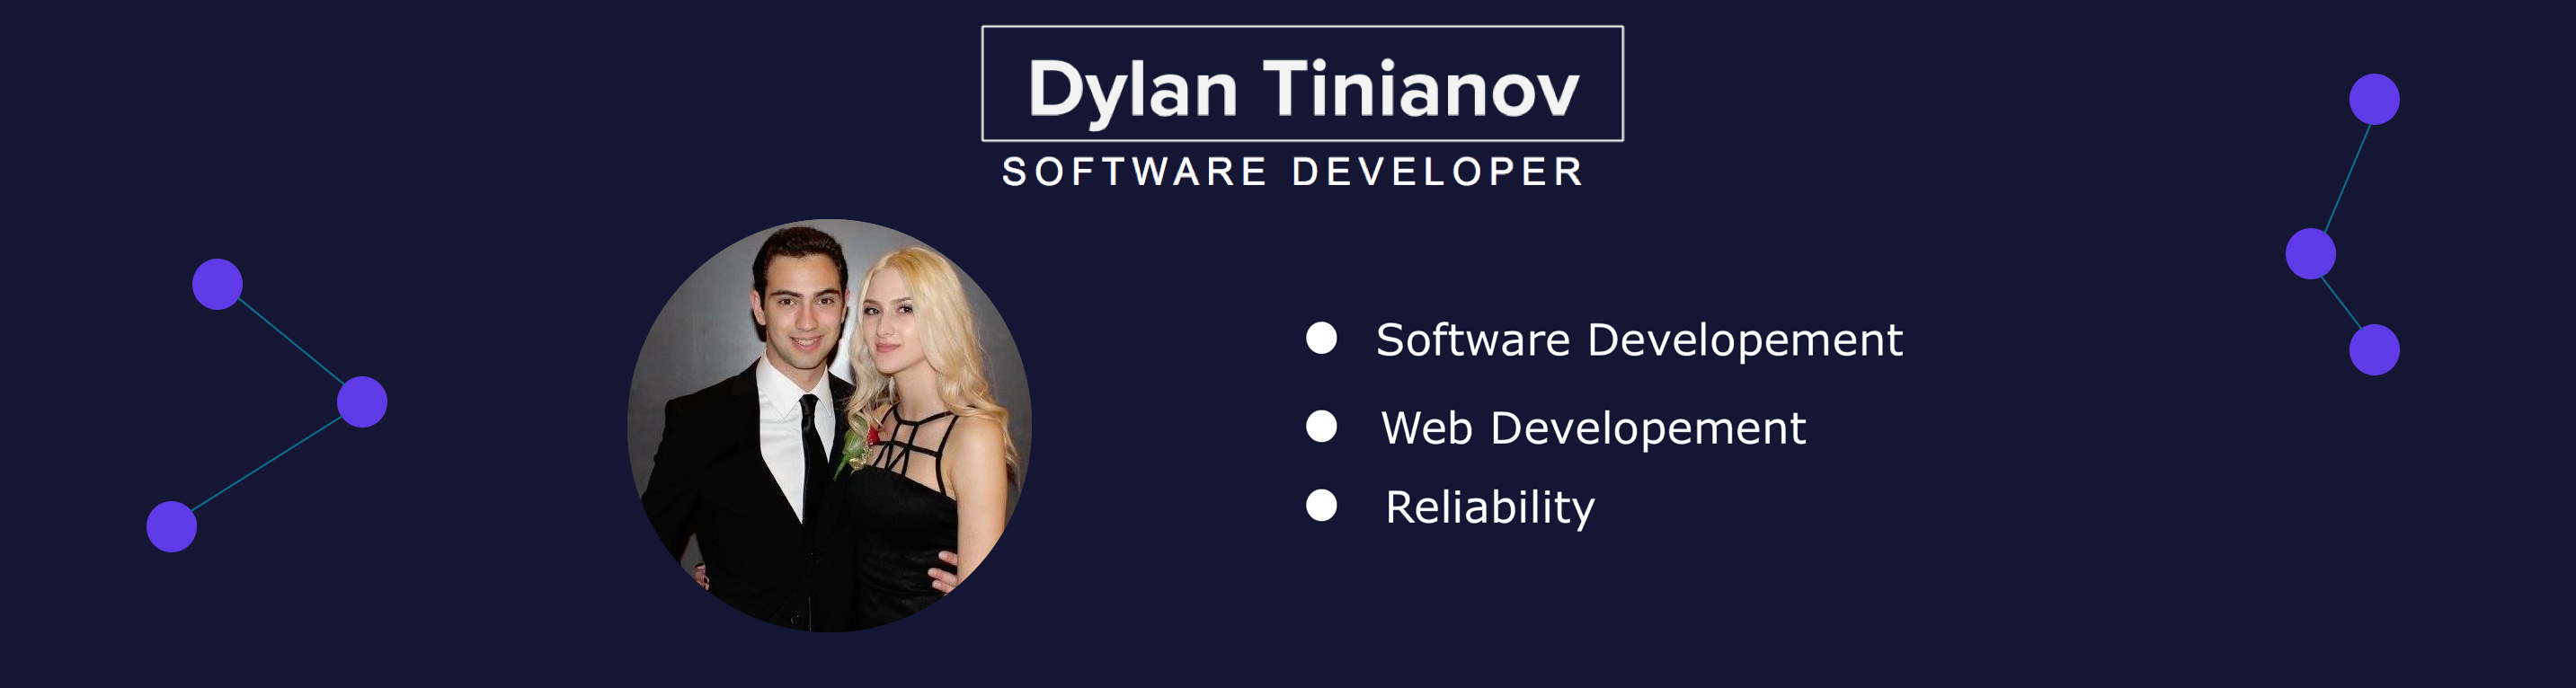 Dylan Tinianov
SOFTWARE DEVELOPER
Software Developement
Web Developement
Reliability